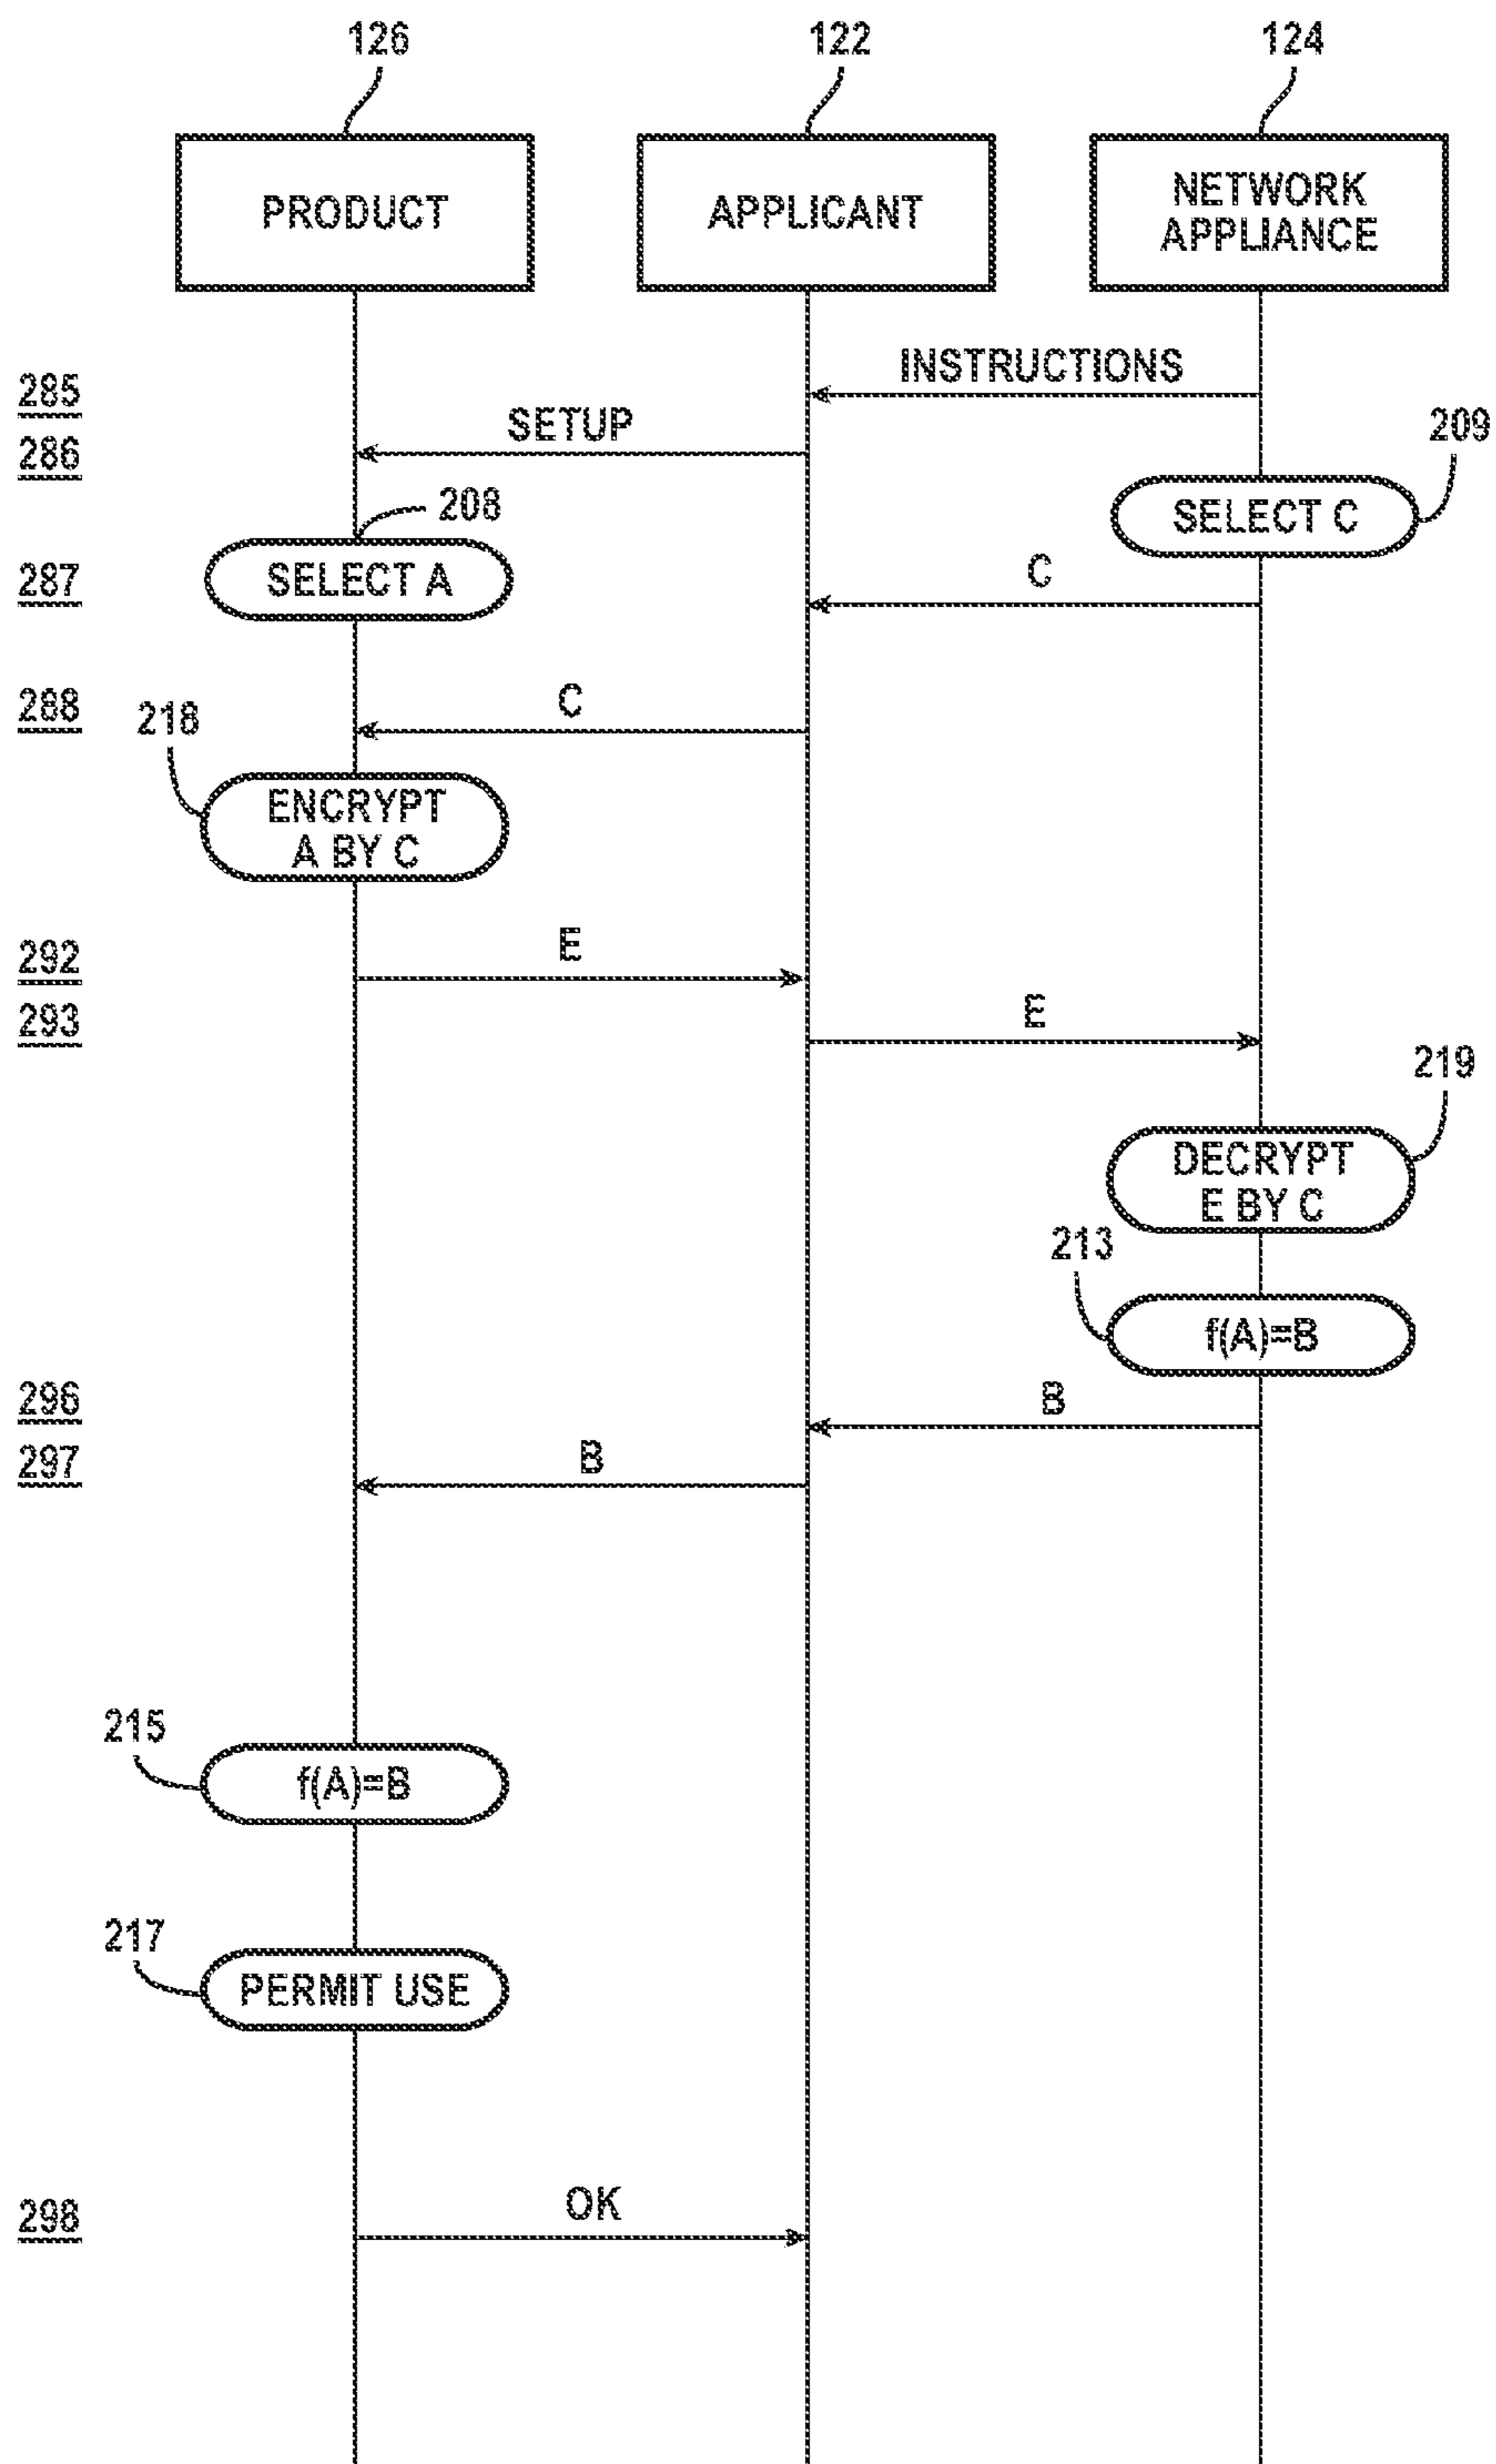 126
122
124
PRODUCT
APPLICANT
NETWORK
APPLIANCE
285
INSTRUCTIONS
286
SETUP
209
SELECT C
208
SELECT A
287
C
288
C
218
ENCRYPT
A BY C
292
E
293
E
219
DECRYPT
E BY C
213
f(A)=B
296
B
297
B
215
f(A)=B
217
PERMIT USE
298
OK